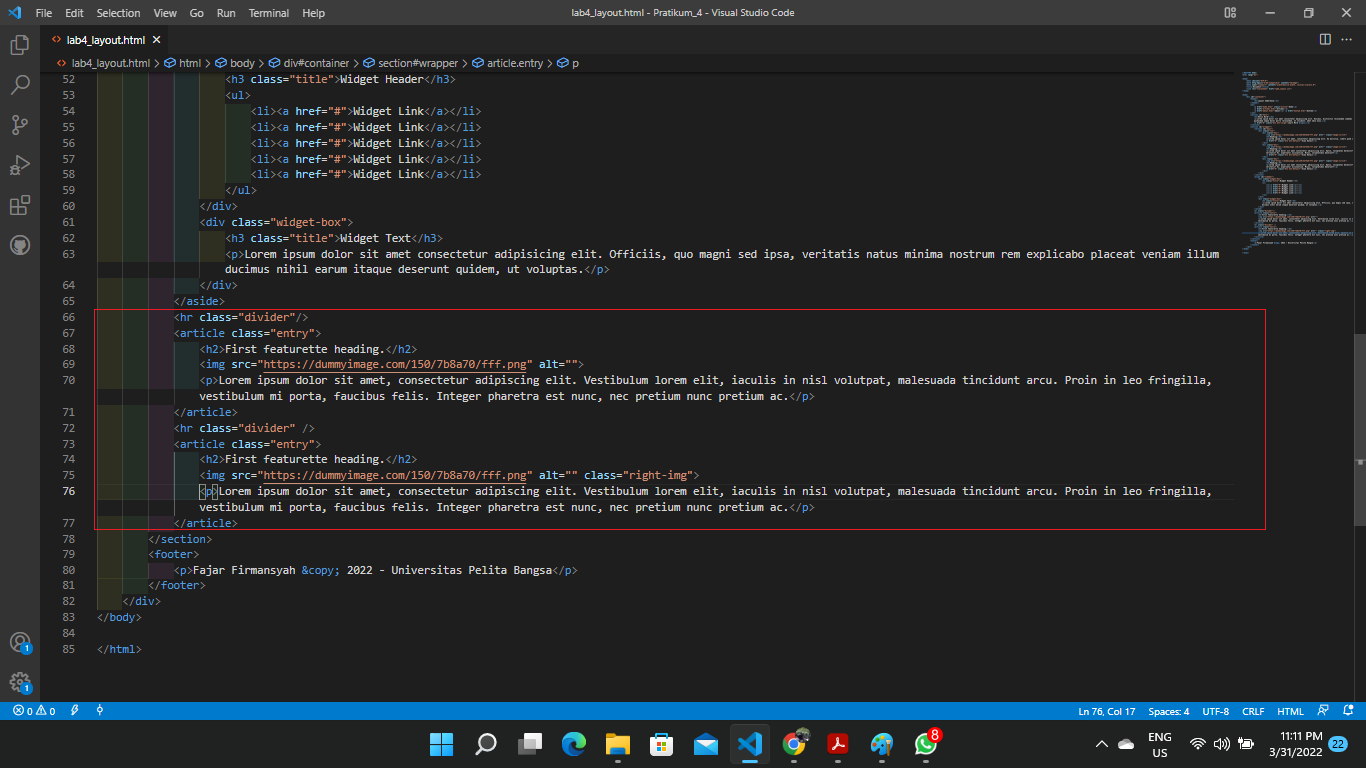 File Edit Selection View Go Run Terminal Help lab4_layout.html - Pratikum_4 - Visual Studio Code
lab4_layout.html
lab4_layout.html > html > body > div#container > section#wrapper > article.entry > p
52 <h3 class="title">Widget Header</h3>
53 <ul>
54 <li><a href="#">Widget Link</a></li>
55 <li><a href="#">Widget Link</a></li>
56 <li><a href="#">Widget Link</a></li>
57 <li><a href="#">Widget Link</a></li>
58 <li><a href="#">Widget Link</a></li>
59 </ul>
60 </div>
61 <div class="widget-box">
62 <h3 class="title">Widget Text</h3>
63 <p>Lorem ipsum dolor sit amet consectetur adipisicing elit. Officiis, quo magni sed ipsa, veritatis natus minima nostrum rem explicabo placeat veniam illum
ducimus nihil earum itaque deserunt quidem, ut voluptas.</p>
64 </div>
65 </aside>
66 <hr class="divider"/>
67 <article class="entry">
68 <h2>First featurette heading.</h2>
69 <img src="https://dummyimage.com/150/7b8a70/fff.png" alt="">
70 <p>Lorem ipsum dolor sit amet, consectetur adipiscing elit. Vestibulum lorem elit, iaculis in nisl volutpat, malesuada tincidunt arcu. Proin in leo fringilla,
vestibulum mi porta, faucibus felis. Integer pharetra est nunc, nec pretium nunc pretium ac.</p>
71 </article>
72 <hr class="divider" />
73 <article class="entry">
74 <h2>First featurette heading.</h2>
75 <img src="https://dummyimage.com/150/7b8a70/fff.png" alt="" class="right-img">
76 <p>Lorem ipsum dolor sit amet, consectetur adipiscing elit. Vestibulum lorem elit, iaculis in nisl volutpat, malesuada tincidunt arcu. Proin in leo fringilla,
vestibulum mi porta, faucibus felis. Integer pharetra est nunc, nec pretium nunc pretium ac.</p>
77 </article>
78 </section>
79 <footer>
80 <p>Fajar Firmansyah &copy; 2022 - Universitas Pelita Bangsa</p>
81 </footer>
82 </div>
83 </body>
84
85 </html>
1
1
0 0 Ln 76, Col 17 Spaces: 4 UTF-8 CRLF HTML
8
ENG
US
11:11 PM
3/31/2022
22